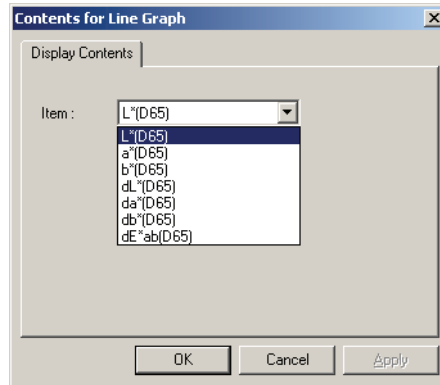 Contents for Line Graph
Display Contents
Item : L*(D65)
L*(D65)
a*(D65)
b*(D65)
dL*(D65)
da*(D65)
db*(D65)
dE*ab(D65)
OK Cancel Apply